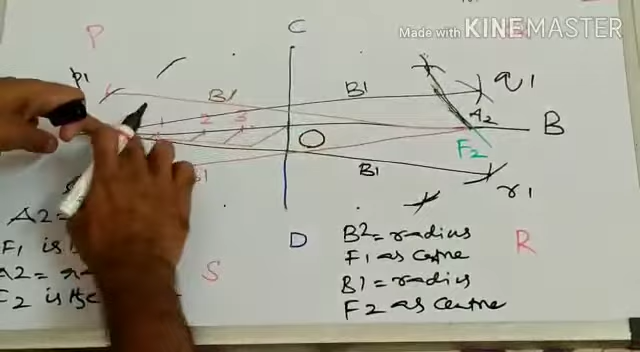 Made with KINEMASTER
C
P
p1
B1
B1
q1
1
2
3
A2
O
B
F2
B1
B1
r1
A2=
F1 is
A2=
F2 is
S
D
B2=radius
F1 as centre
B1=radius
F2 as centre
R